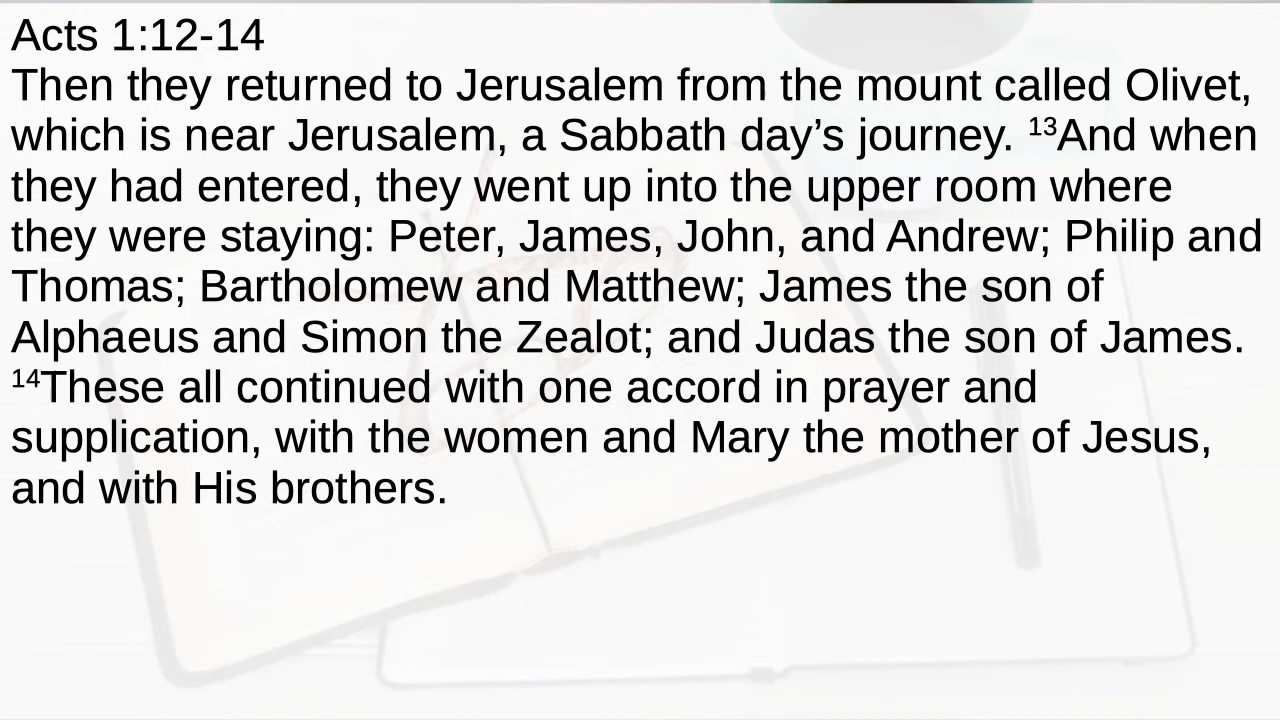 Acts 1:12-14
Then they returned to Jerusalem from the mount called Olivet,
which is near Jerusalem, a Sabbath day’s journey. ¹³And when
they had entered, they went up into the upper room where
they were staying: Peter, James, John, and Andrew; Philip and
Thomas; Bartholomew and Matthew; James the son of
Alphaeus and Simon the Zealot; and Judas the son of James.
¹⁴These all continued with one accord in prayer and
supplication, with the women and Mary the mother of Jesus,
and with His brothers.